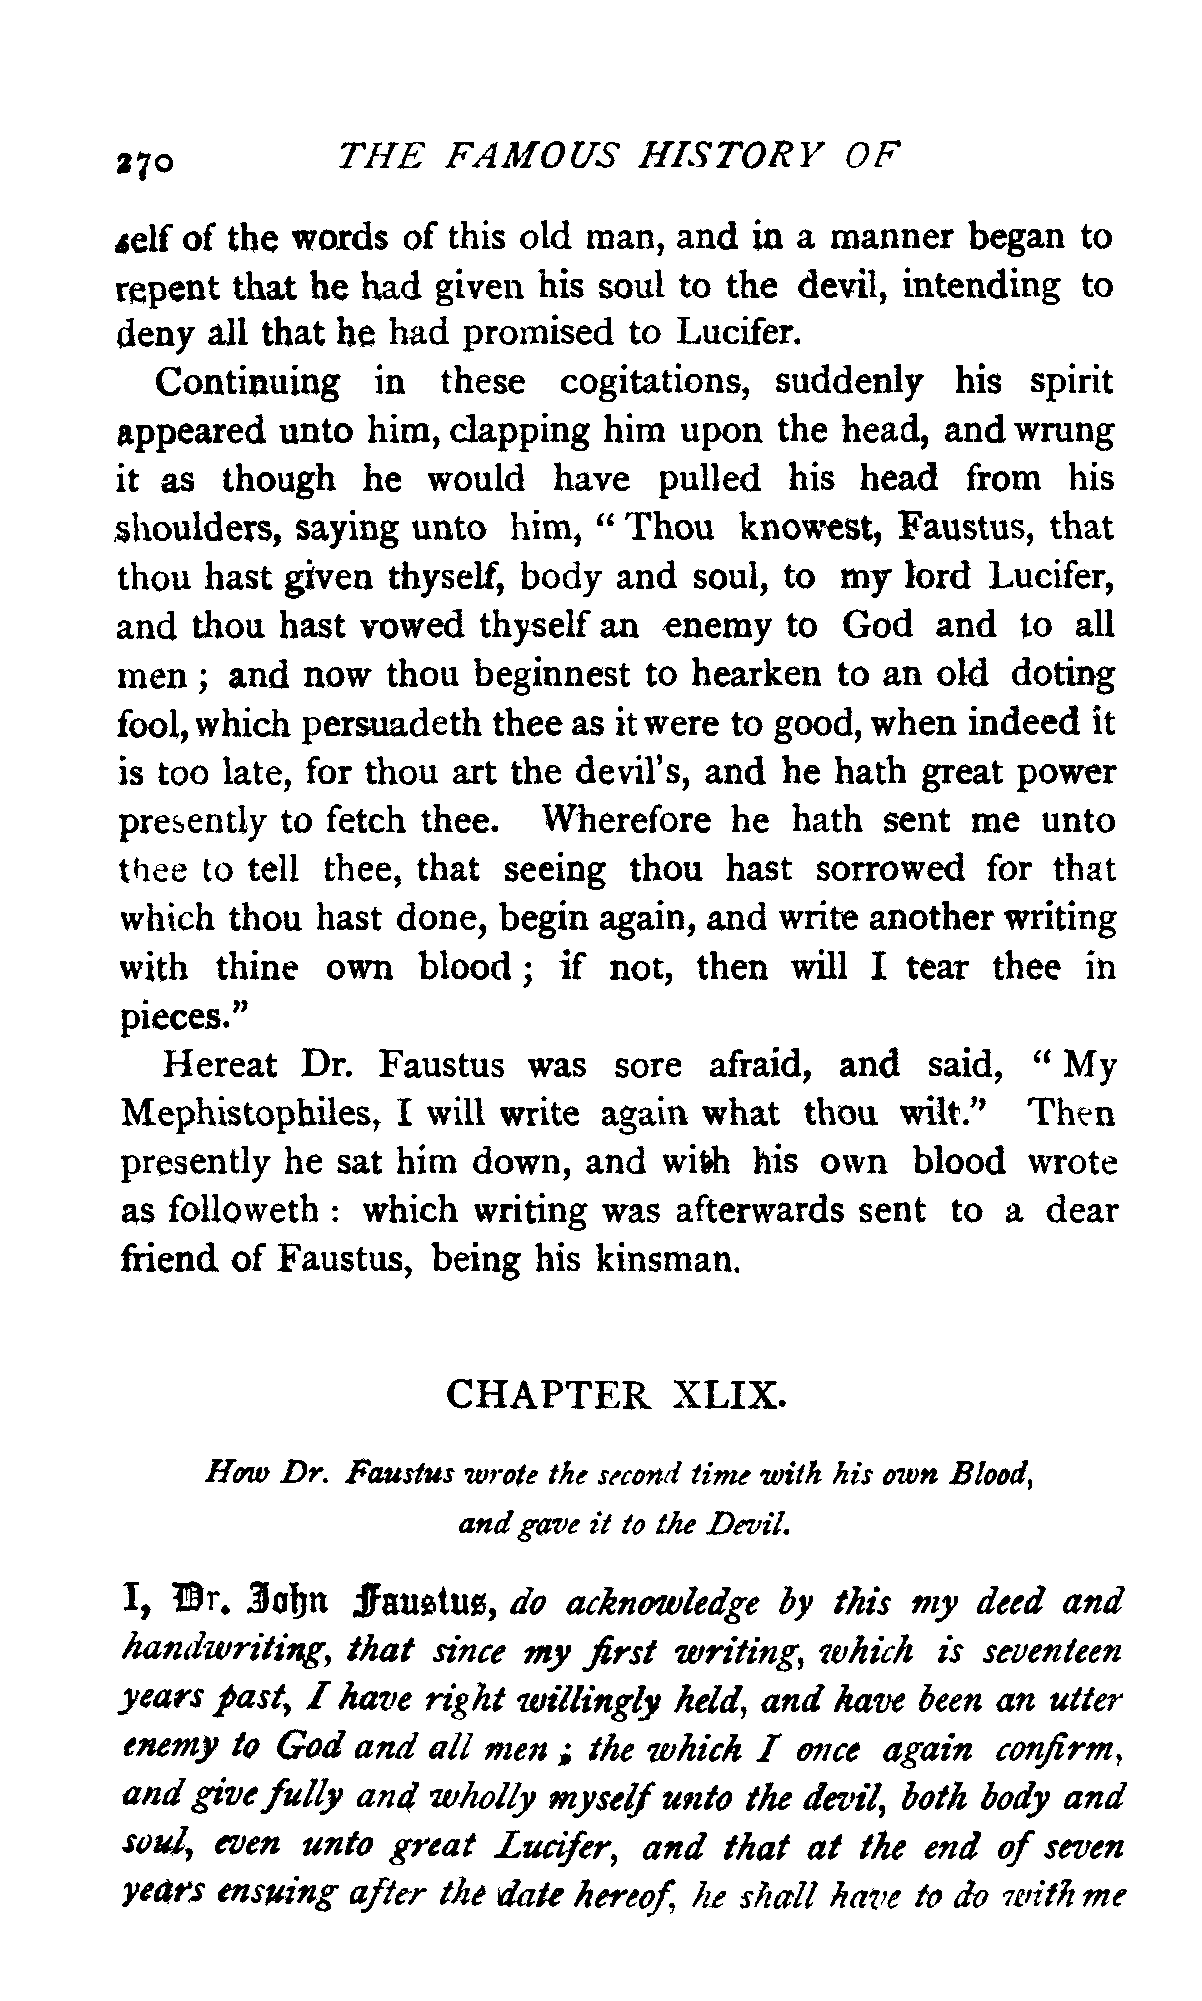 270 THE FAMOUS HISTORY OF
self of the words of this old man, and in a manner began to
repent that he had given his soul to the devil, intending to
deny all that he had promised to Lucifer.
Continuing in these cogitations, suddenly his spirit
appeared unto him, clapping him upon the head, and wrung
it as though he would have pulled his head from his
shoulders, saying unto him, “ Thou knowest, Faustus, that
thou hast given thyself, body and soul, to my lord Lucifer,
and thou hast vowed thyself an enemy to God and to all
men ; and now thou beginnest to hearken to an old doting
fool, which persuadeth thee as it were to good, when indeed it
is too late, for thou art the devil's, and he hath great power
presently to fetch thee. Wherefore he hath sent me unto
thee to tell thee, that seeing thou hast sorrowed for that
which thou hast done, begin again, and write another writing
with thine own blood ; if not, then will I tear thee in
pieces.”
Hereat Dr. Faustus was sore afraid, and said, “ My
Mephistophiles, I will write again what thou wilt.” Then
presently he sat him down, and with his own blood wrote
as followeth : which writing was afterwards sent to a dear
friend of Faustus, being his kinsman.
CHAPTER XLIX.
How Dr. Faustus wrote the second time with his own Blood,
and gave it to the Devil.
I, Dr. John Faustus, do acknowledge by this my deed and
handwriting, that since my first writing, which is seventeen
years past, I have right willingly held, and have been an utter
enemy to God and all men ; the which I once again confirm,
and give fully and wholly myself unto the devil, both body and
soul, even unto great Lucifer, and that at the end of seven
years ensuing after the date hereof, he shall have to do with me